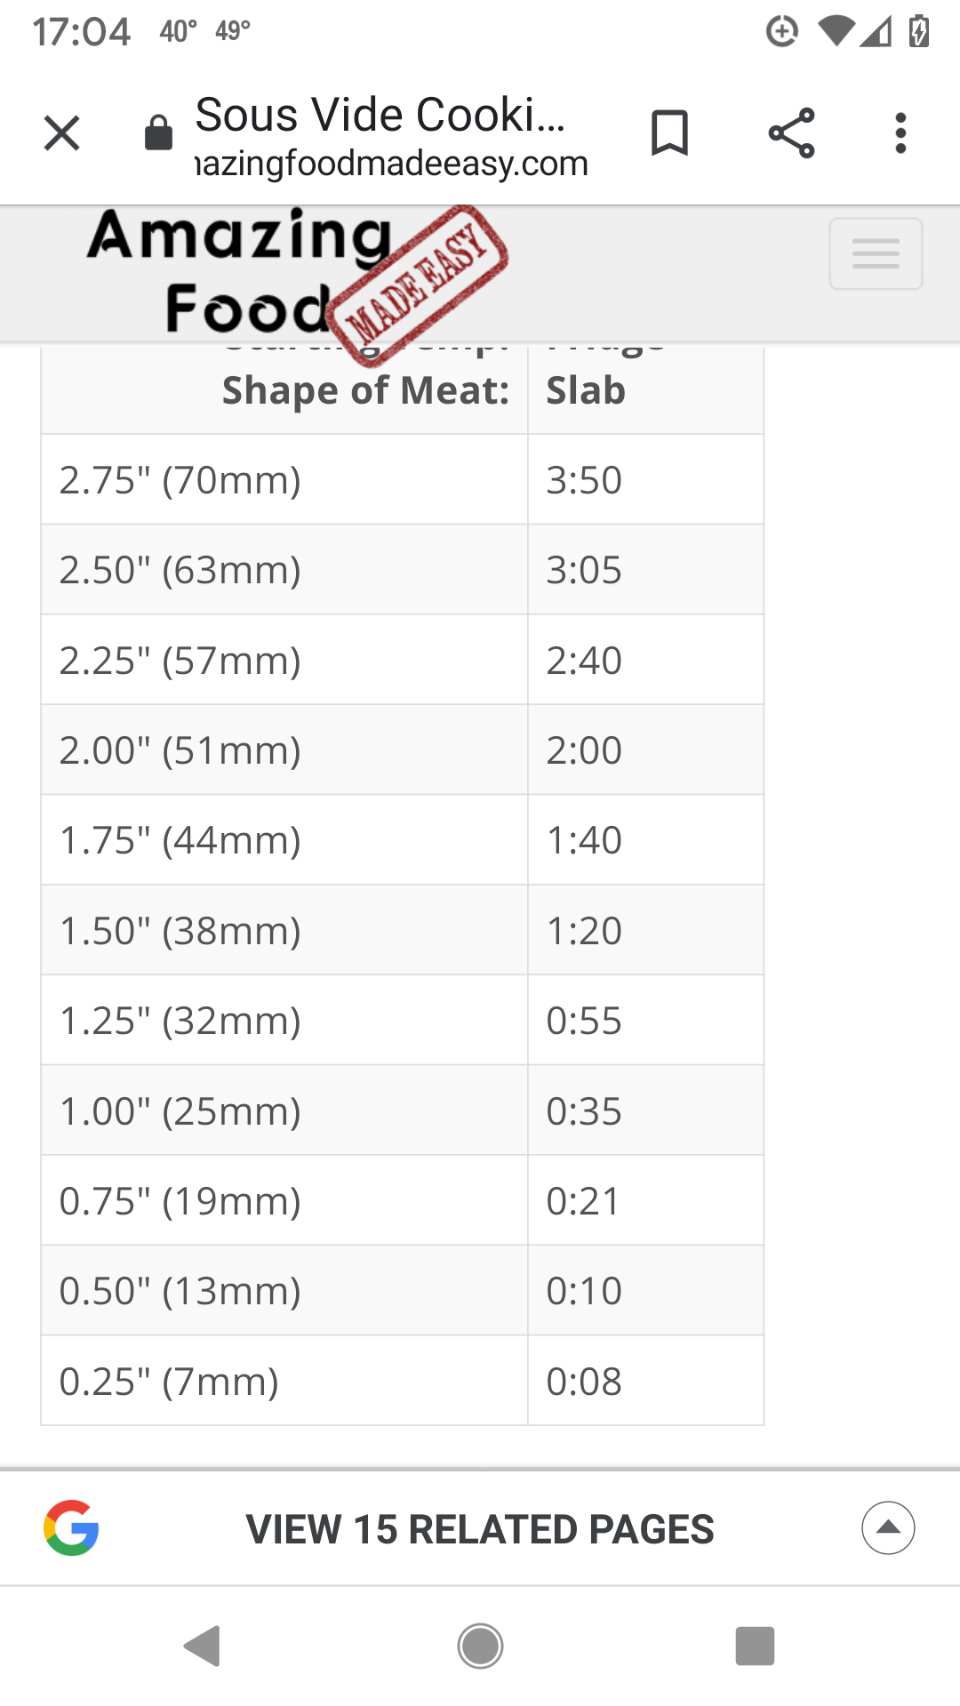 17:04 40° 49°
Sous Vide Cooki...
azingfoodmadeeasy.com
Amazing
Food
MADE EASY
Shape of Meat: Slab
2.75" (70mm) 3:50
2.50" (63mm) 3:05
2.25" (57mm) 2:40
2.00" (51mm) 2:00
1.75" (44mm) 1:40
1.50" (38mm) 1:20
1.25" (32mm) 0:55
1.00" (25mm) 0:35
0.75" (19mm) 0:21
0.50" (13mm) 0:10
0.25" (7mm) 0:08
VIEW 15 RELATED PAGES